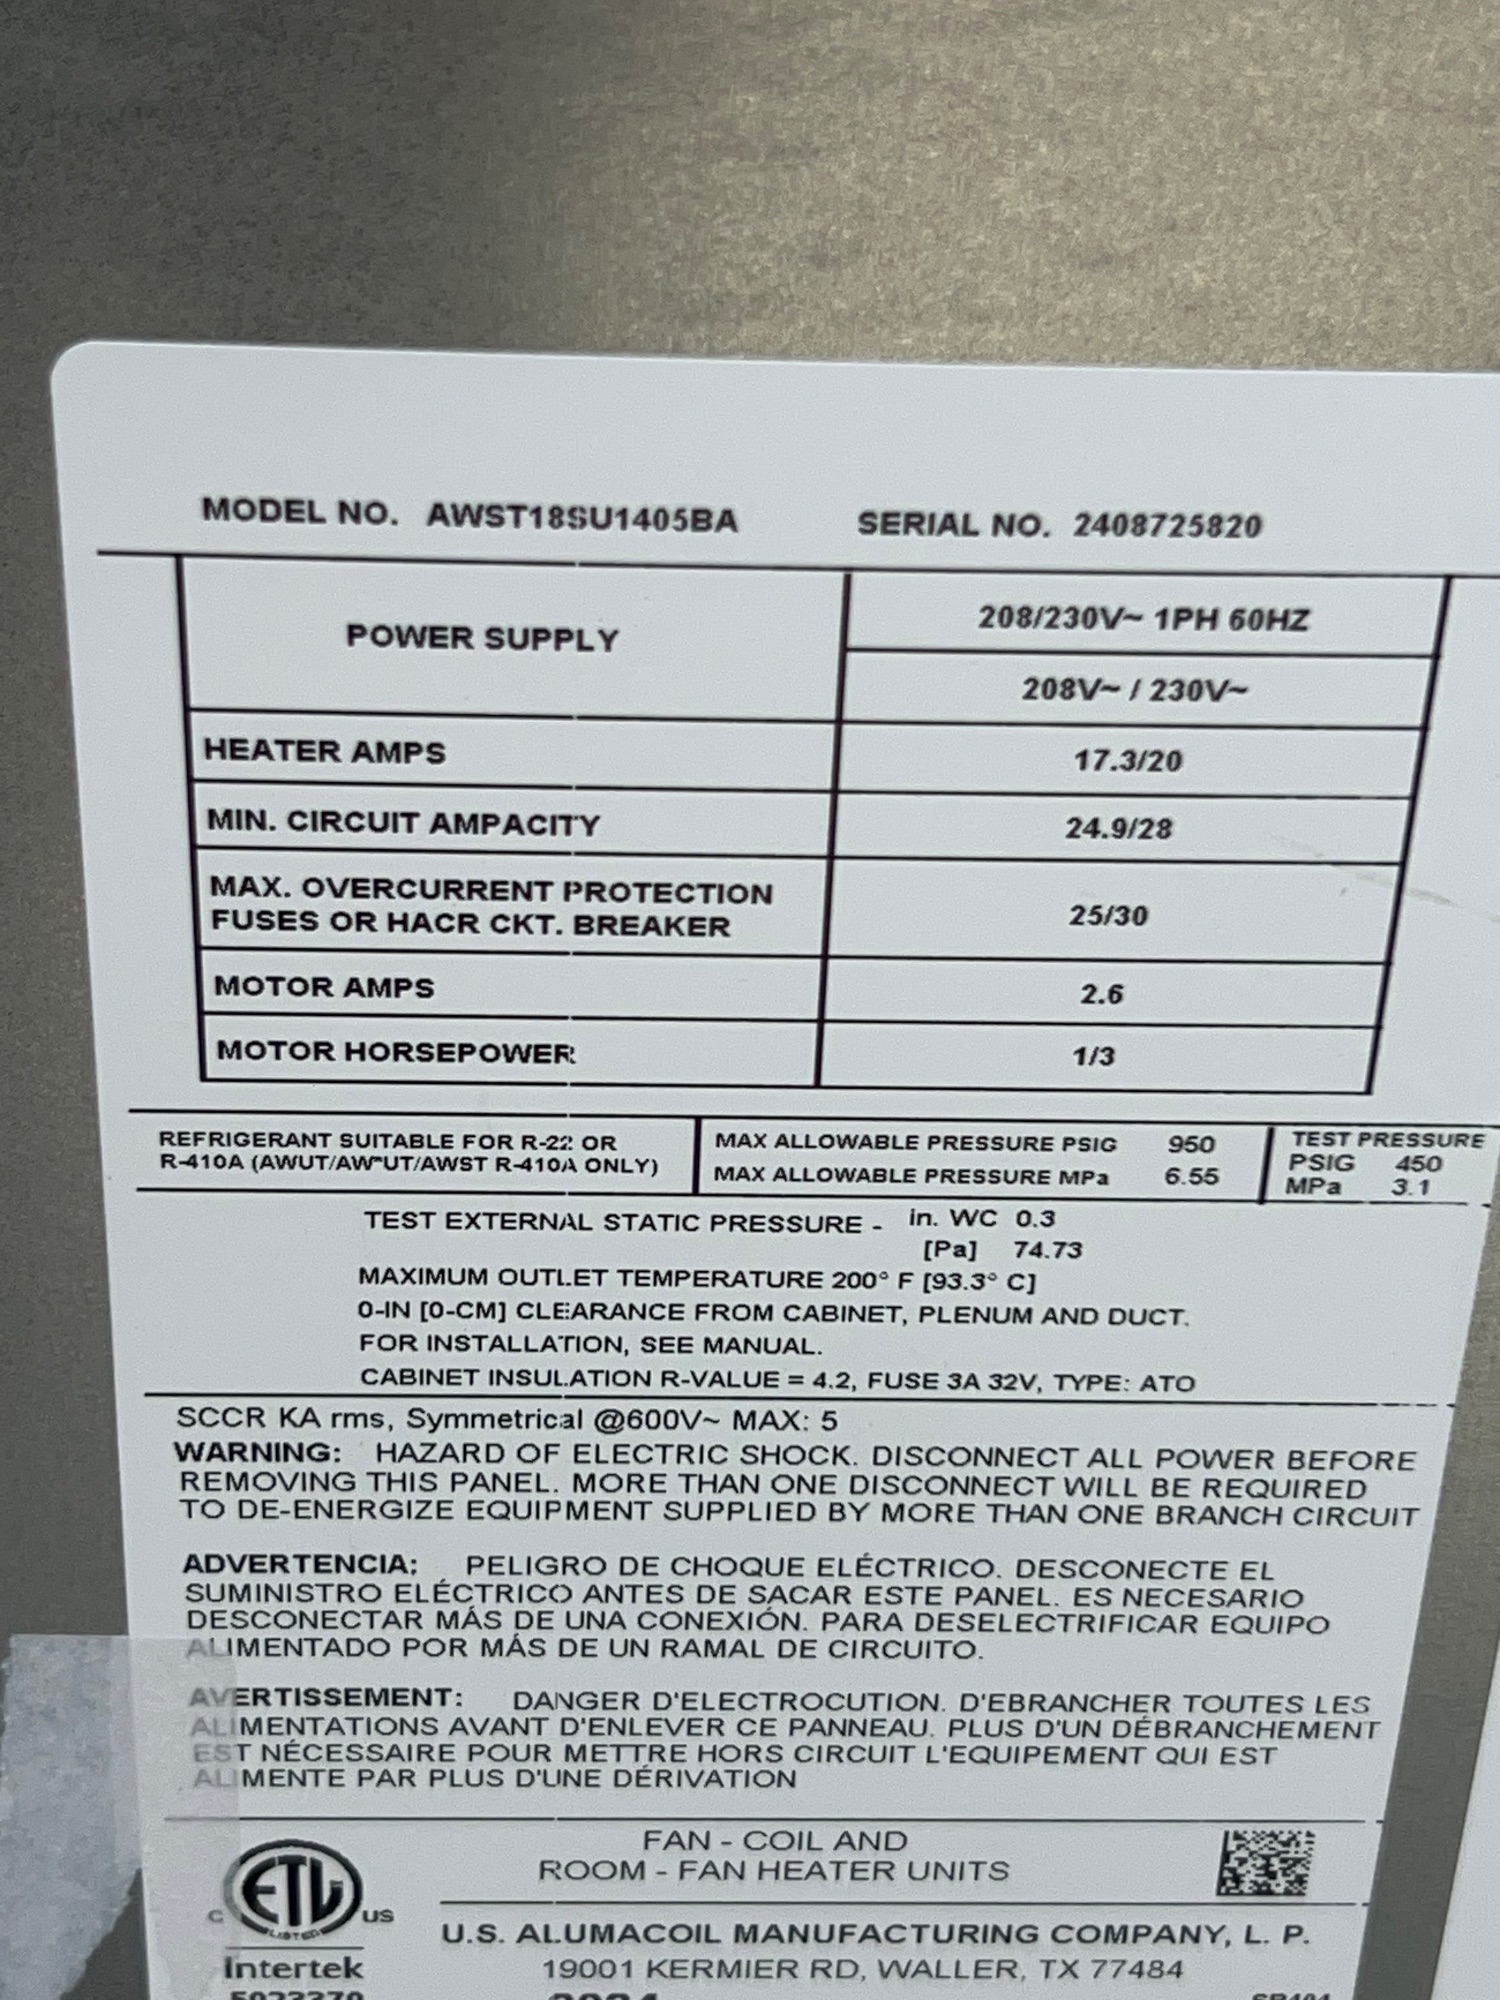 MODEL NO. AWST18SU1405BA SERIAL NO. 2408725820
POWER SUPPLY 208/230V~ 1PH 60HZ
208V~ / 230V~
HEATER AMPS 17.3/20
MIN. CIRCUIT AMPACITY 24.9/28
MAX. OVERCURRENT PROTECTION
FUSES OR HACR CKT. BREAKER 25/30
MOTOR AMPS 2.6
MOTOR HORSEPOWER 1/3
REFRIGERANT SUITABLE FOR R-22 OR
R-410A (AWUT/AW*UT/AWST R-410A ONLY)
MAX ALLOWABLE PRESSURE PSIG 950
MAX ALLOWABLE PRESSURE MPa 6.55
TEST PRESSURE
PSIG 450
MPa 3.1
TEST EXTERNAL STATIC PRESSURE - in. WC 0.3
[Pa] 74.73
MAXIMUM OUTLET TEMPERATURE 200° F [93.3° C]
0-IN [0-CM] CLEARANCE FROM CABINET, PLENUM AND DUCT.
FOR INSTALLATION, SEE MANUAL.
CABINET INSULATION R-VALUE = 4.2, FUSE 3A 32V, TYPE: ATO
SCCR KA rms, Symmetrical @600V~ MAX: 5
WARNING: HAZARD OF ELECTRIC SHOCK. DISCONNECT ALL POWER BEFORE
REMOVING THIS PANEL. MORE THAN ONE DISCONNECT WILL BE REQUIRED
TO DE-ENERGIZE EQUIPMENT SUPPLIED BY MORE THAN ONE BRANCH CIRCUIT
ADVERTENCIA: PELIGRO DE CHOQUE ELÉCTRICO. DESCONECTE EL
SUMINISTRO ELÉCTRICO ANTES DE SACAR ESTE PANEL. ES NECESARIO
DESCONECTAR MÁS DE UNA CONEXIÓN. PARA DESELECTRIFICAR EQUIPO
ALIMENTADO POR MÁS DE UN RAMAL DE CIRCUITO.
AVERTISSEMENT: DANGER D'ELECTROCUTION. D'EBRANCHER TOUTES LES
ALIMENTATIONS AVANT D'ENLEVER CE PANNEAU. PLUS D'UN DÉBRANCHEMENT
EST NÉCESSAIRE POUR METTRE HORS CIRCUIT L'EQUIPEMENT QUI EST
ALIMENTE PAR PLUS D'UNE DÉRIVATION
FAN - COIL AND
ROOM - FAN HEATER UNITS
ETL
C US
LISTED
Intertek
U.S. ALUMACOIL MANUFACTURING COMPANY, L. P.
19001 KERMIER RD, WALLER, TX 77484